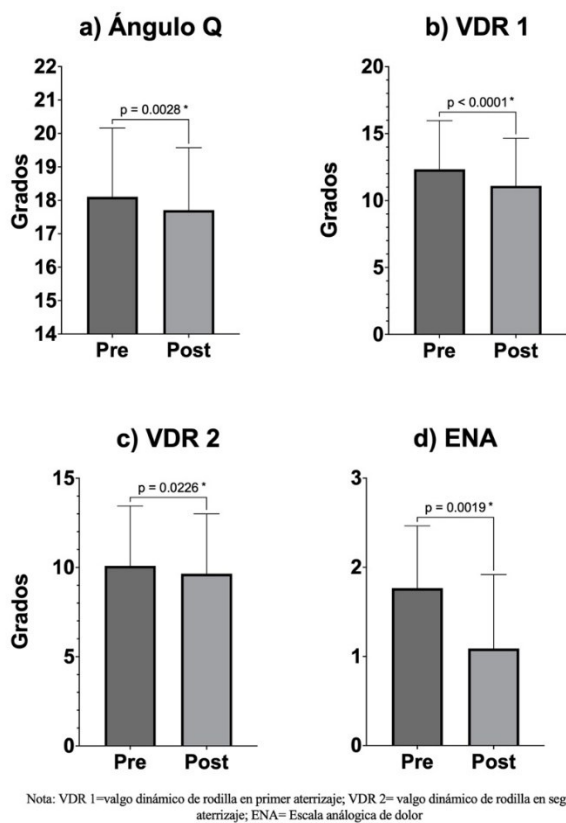 a) Ángulo Q
22
21
20
19
18
17
16
15
14
Grados
p = 0.0028 *
Pre Post
b) VDR 1
20
15
10
5
0
Grados
p < 0.0001 *
Pre Post
c) VDR 2
15
10
5
0
Grados
p = 0.0226 *
Pre Post
d) ENA
3
2
1
0
p = 0.0019 *
Pre Post
Nota: VDR 1=valgo dinámico de rodilla en primer aterrizaje; VDR 2= valgo dinámico de rodilla en seg
aterrizaje; ENA= Escala análogica de dolor